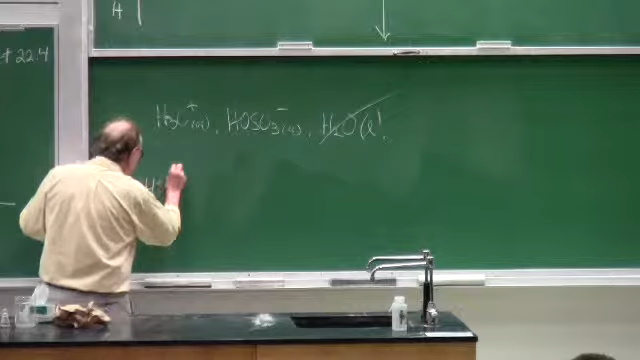 H
22.4
H₃O⁺(aq), HOSO₃⁻(aq), H₂O(l)
H